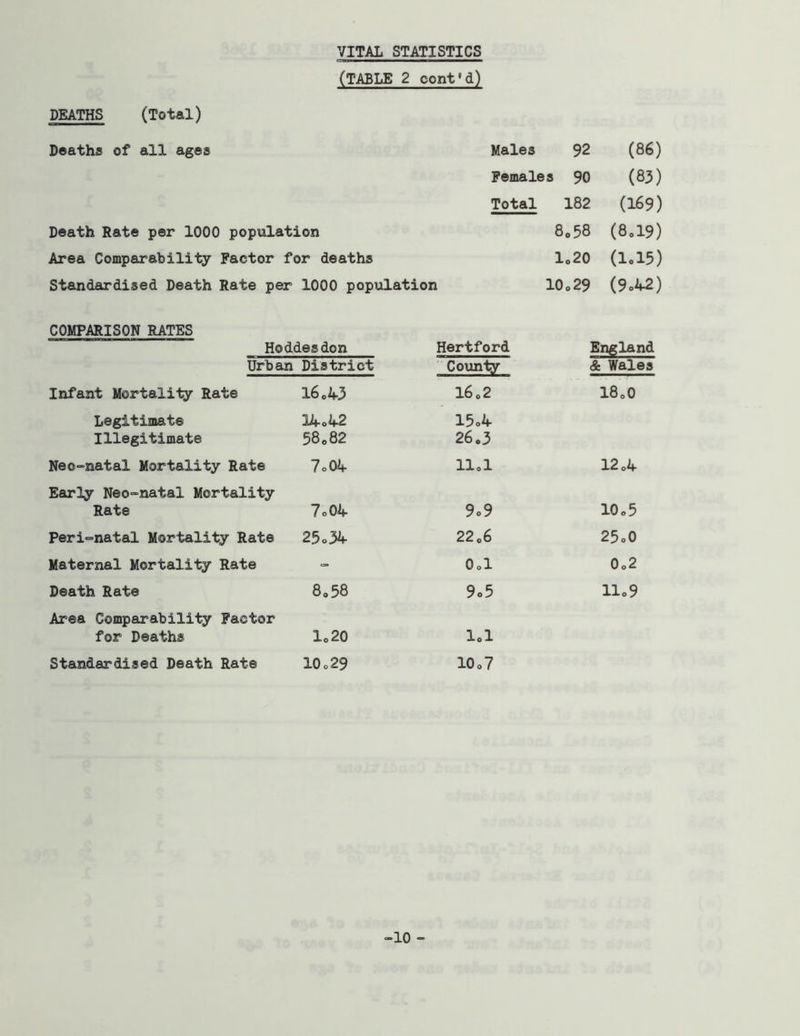 VITAL STATISTICS
(TABLE 2 cont'd)
DEATHS (Total)
Deaths of all ages Males 92 (86)
Females 90 (83)
Total 182 (169)
Death Rate per 1000 population 8.58 (8.19)
Area Comparability Factor for deaths 1.20 (1.15)
Standardised Death Rate per 1000 population 10.29 (9.42)
COMPARISON RATES
Hoddesdon Hertford England
Urban District County & Wales
Infant Mortality Rate 16.43 16.2 18.0
Legitimate 14.42 15.4
Illegitimate 58.82 26.3
Neo-natal Mortality Rate 7.04 11.1 12.4
Early Neo-natal Mortality
Rate 7.04 9.9 10.5
Peri-natal Mortality Rate 25.34 22.6 25.0
Maternal Mortality Rate - 0.1 0.2
Death Rate 8.58 9.5 11.9
Area Comparability Factor
for Deaths 1.20 1.1
Standardised Death Rate 10.29 10.7
-10 -